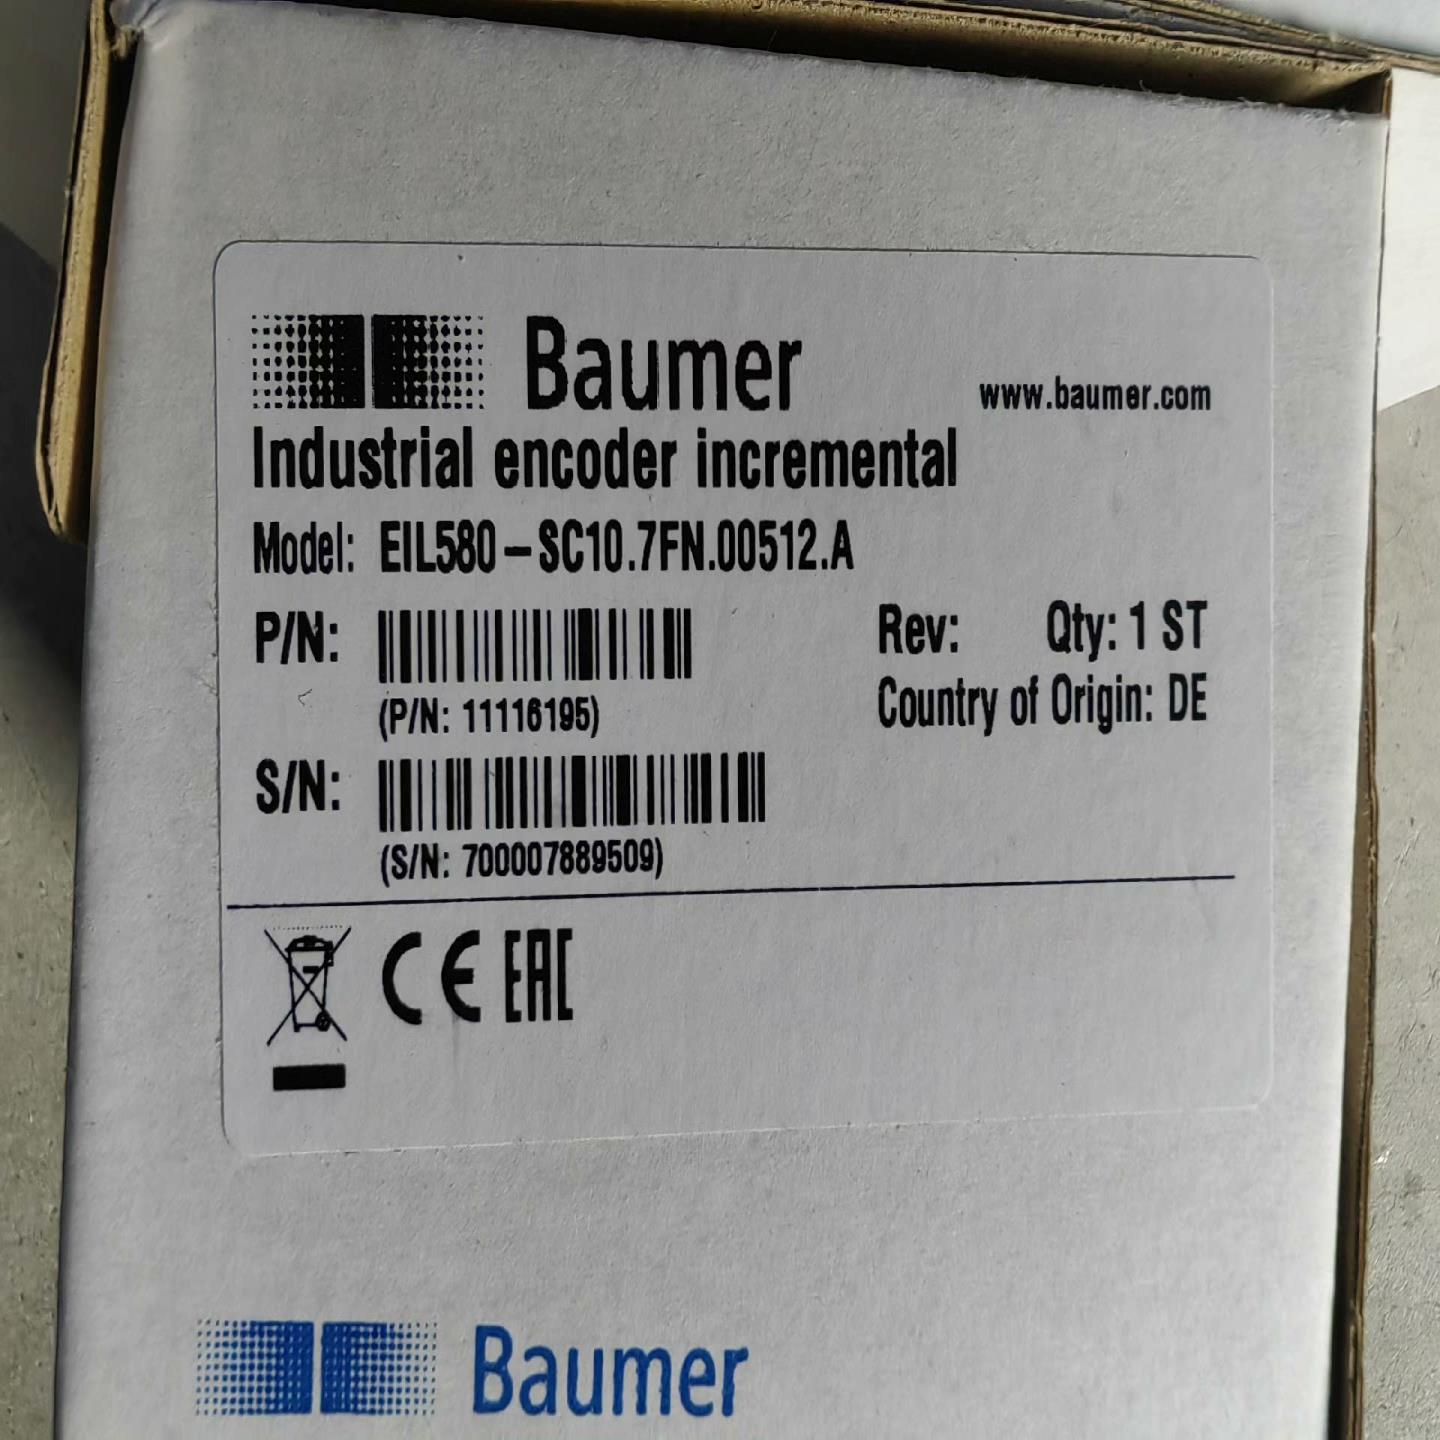 Baumer
www.baumer.com
Industrial encoder incremental
Model: EIL580-SC10.7FN.00512.A
P/N:
Rev: Qty: 1 ST
(P/N: 11116195)
Country of Origin: DE
S/N:
(S/N: 700007889509)
CE EAC
Baumer